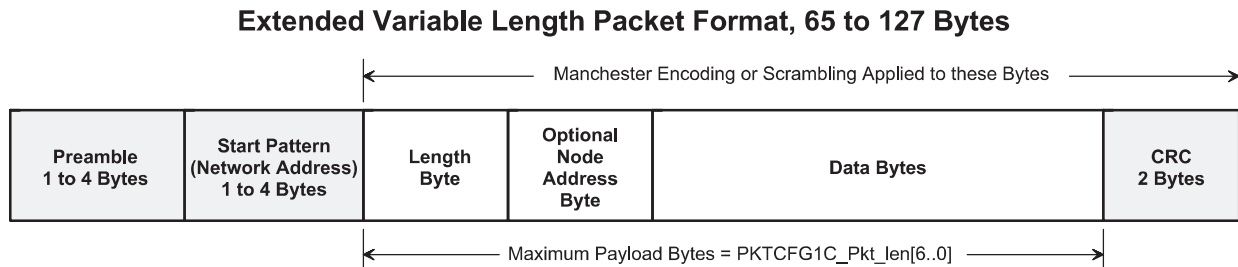 Extended Variable Length Packet Format, 65 to 127 Bytes
Manchester Encoding or Scrambling Applied to these Bytes
Preamble
1 to 4 Bytes
Start Pattern
(Network Address)
1 to 4 Bytes
Length
Byte
Optional
Node
Address
Byte
Data Bytes
CRC
2 Bytes
Maximum Payload Bytes = PKTCFG1C_Pkt_len[6..0]